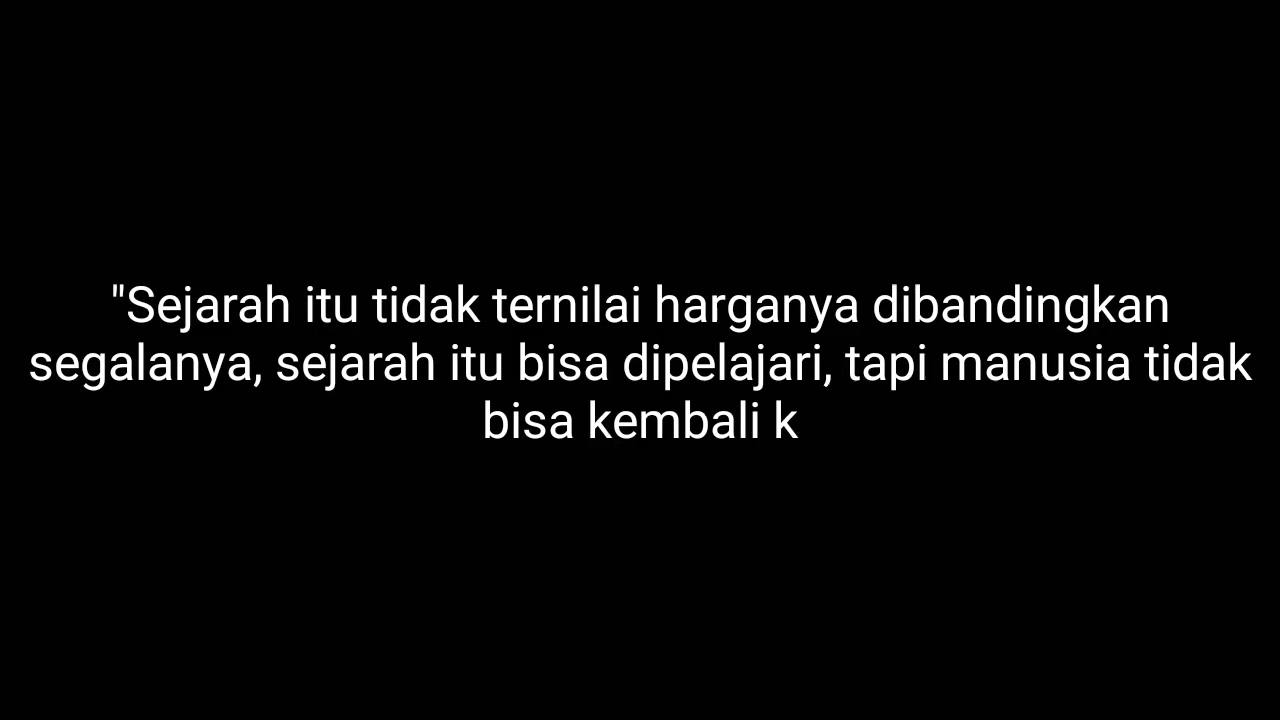 "Sejarah itu tidak ternilai harganya dibandingkan
segalanya, sejarah itu bisa dipelajari, tapi manusia tidak
bisa kembali k